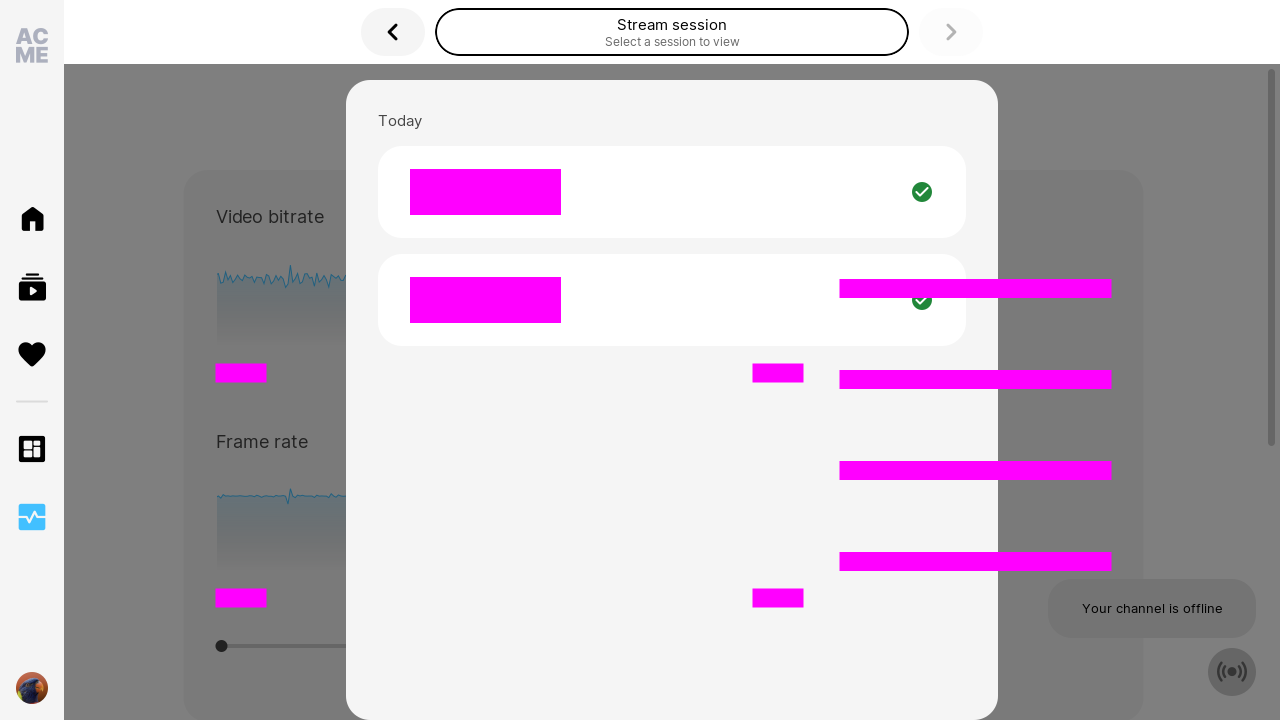 AC
ME
Stream session
Select a session to view
Today
Video bitrate
Frame rate
Your channel is offline